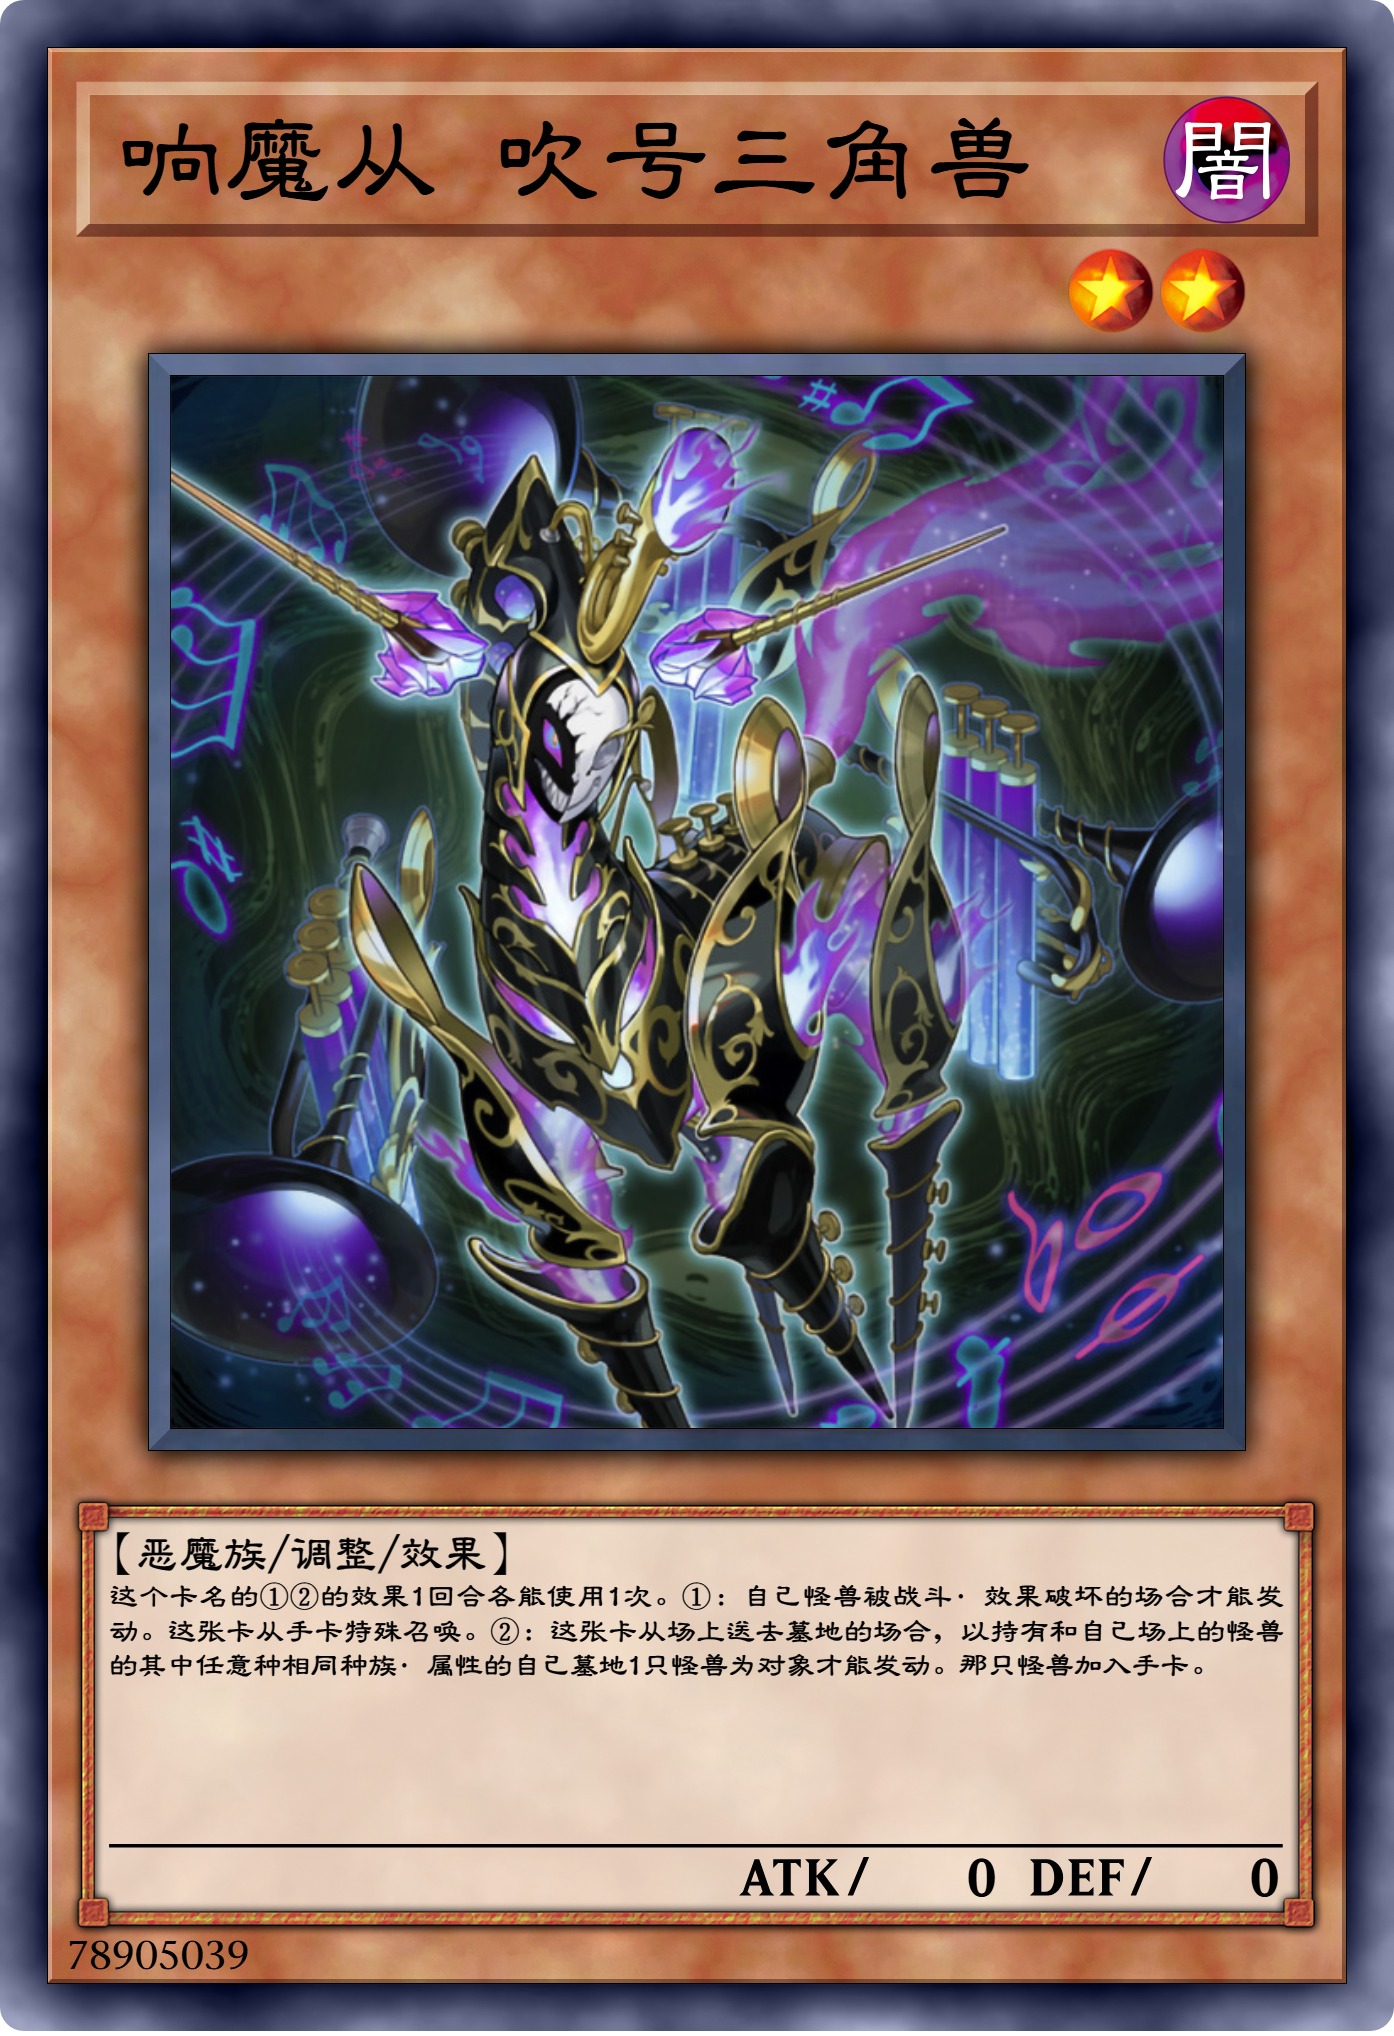 响魔从 吹号三角兽
闇
【恶魔族/调整/效果】
这个卡名的①②的效果1回合各能使用1次。①：自己怪兽被战斗·效果破坏的场合才能发
动。这张卡从手卡特殊召唤。②：这张卡从场上送去墓地的场合，以持有和自己场上的怪兽
的其中任意种相同种族·属性的自己墓地1只怪兽为对象才能发动。那只怪兽加入手卡。
ATK/ 0 DEF/ 0
78905039